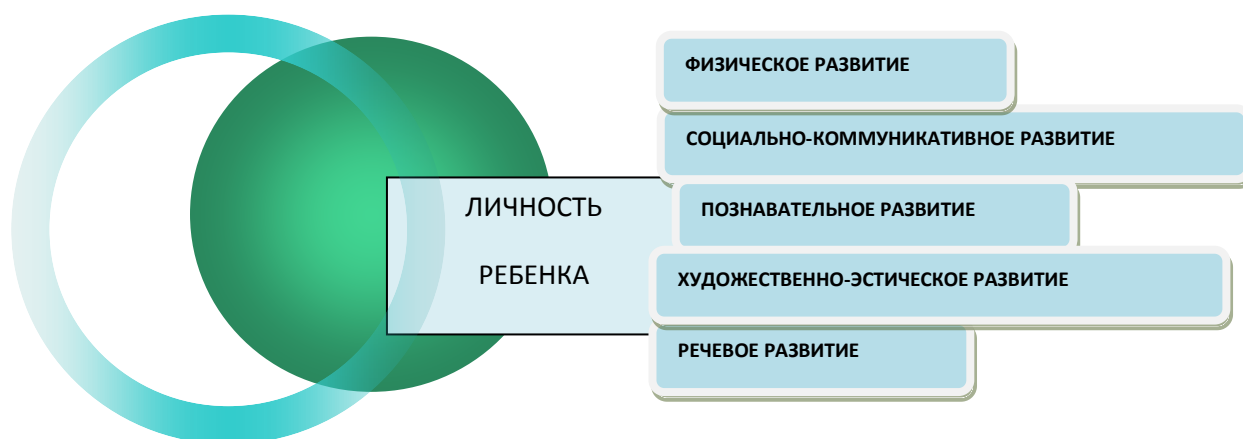 ФИЗИЧЕСКОЕ РАЗВИТИЕ
СОЦИАЛЬНО-КОММУНИКАТИВНОЕ РАЗВИТИЕ
ЛИЧНОСТЬ
РЕБЕНКА
ПОЗНАВАТЕЛЬНОЕ РАЗВИТИЕ
ХУДОЖЕСТВЕННО-ЭСТИЧЕСКОЕ РАЗВИТИЕ
РЕЧЕВОЕ РАЗВИТИЕ